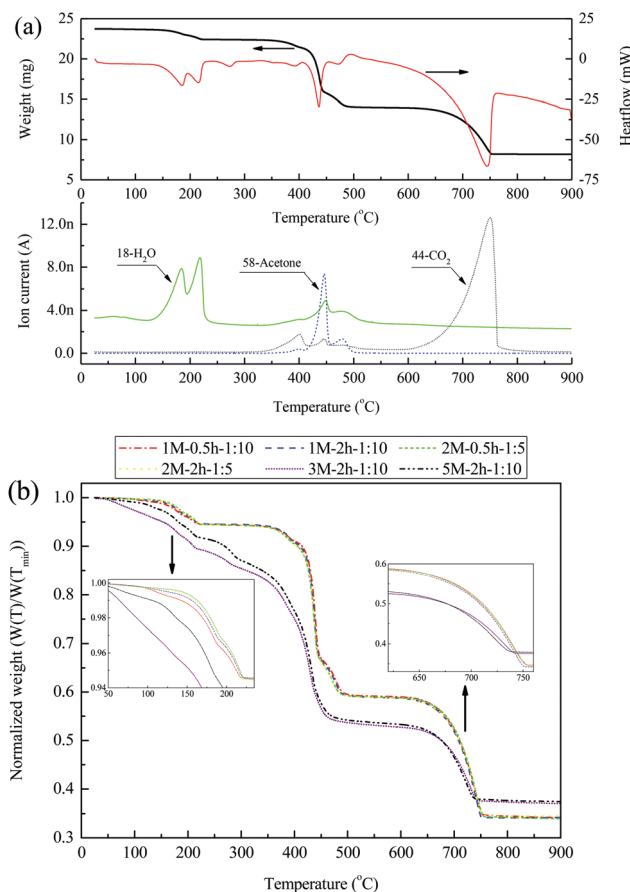 (a)
25
20
15
10
5
Weight (mg)
25
0
-25
-50
-75
Heatflow (mW)
0 100 200 300 400 500 600 700 800 900
Temperature (°C)
12.0n
8.0n
4.0n
0.0
Ion current (A)
18-H₂O
58-Acetone
44-CO₂
0 100 200 300 400 500 600 700 800 900
Temperature (°C)
1M-0.5h-1:10 1M-2h-1:10 2M-0.5h-1:5
2M-2h-1:5 3M-2h-1:10 5M-2h-1:10
(b)
1.0
0.9
0.8
0.7
0.6
0.5
0.4
0.3
Normalized weight (W(T)/W(Tmin))
1.00
0.98
0.96
0.94
50 100 150 200
0.6
0.5
0.4
650 700 750
0 100 200 300 400 500 600 700 800 900
Temperature (°C)